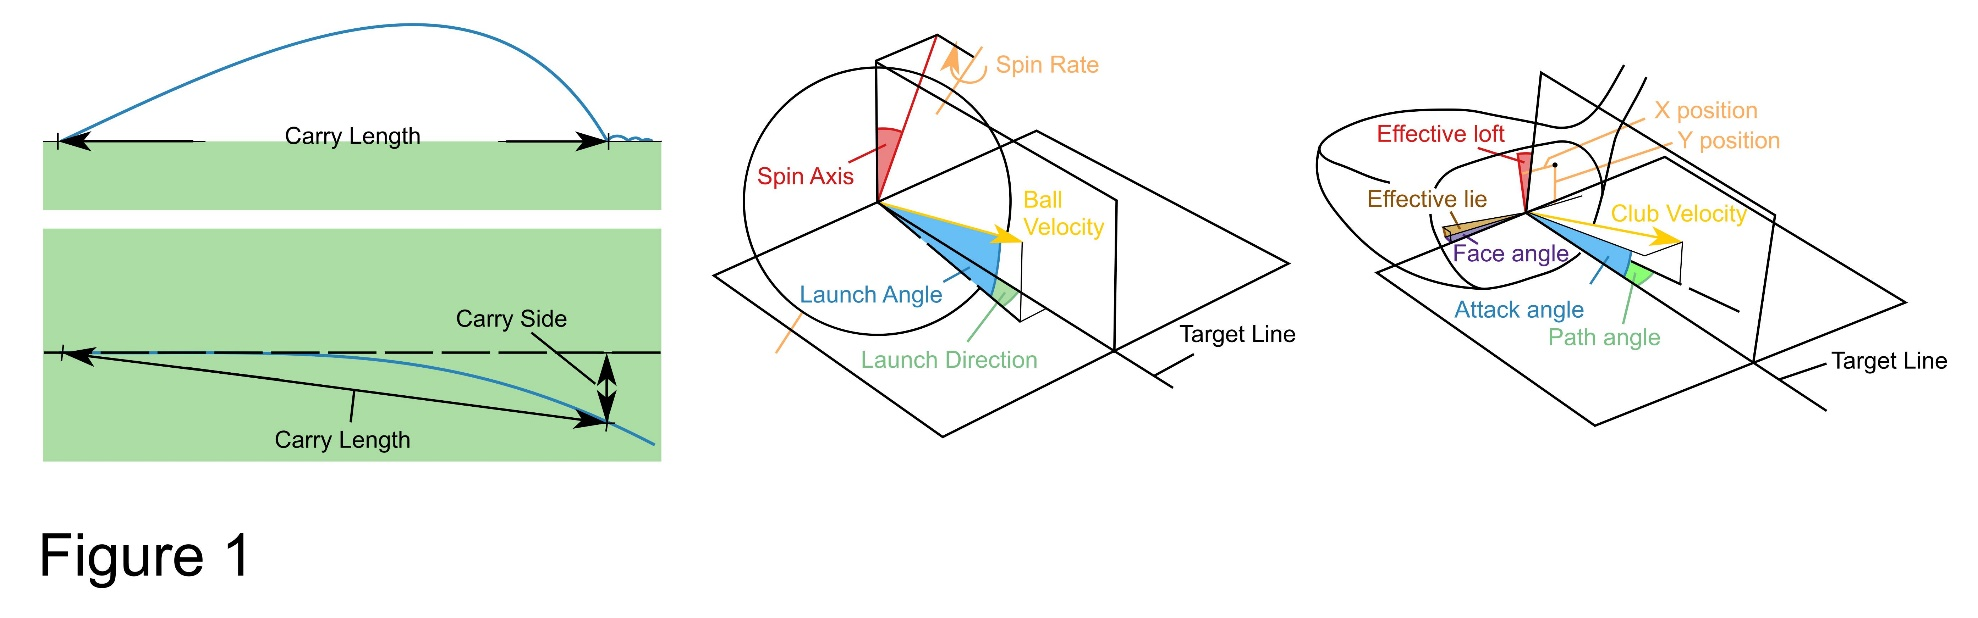 Carry Length
Carry Side
Carry Length
Spin Rate
Spin Axis
Ball
Velocity
Launch Angle
Launch Direction
Target Line
X position
Effective loft
Y position
Effective lie
Club Velocity
Face angle
Attack angle
Path angle
Target Line
Figure 1